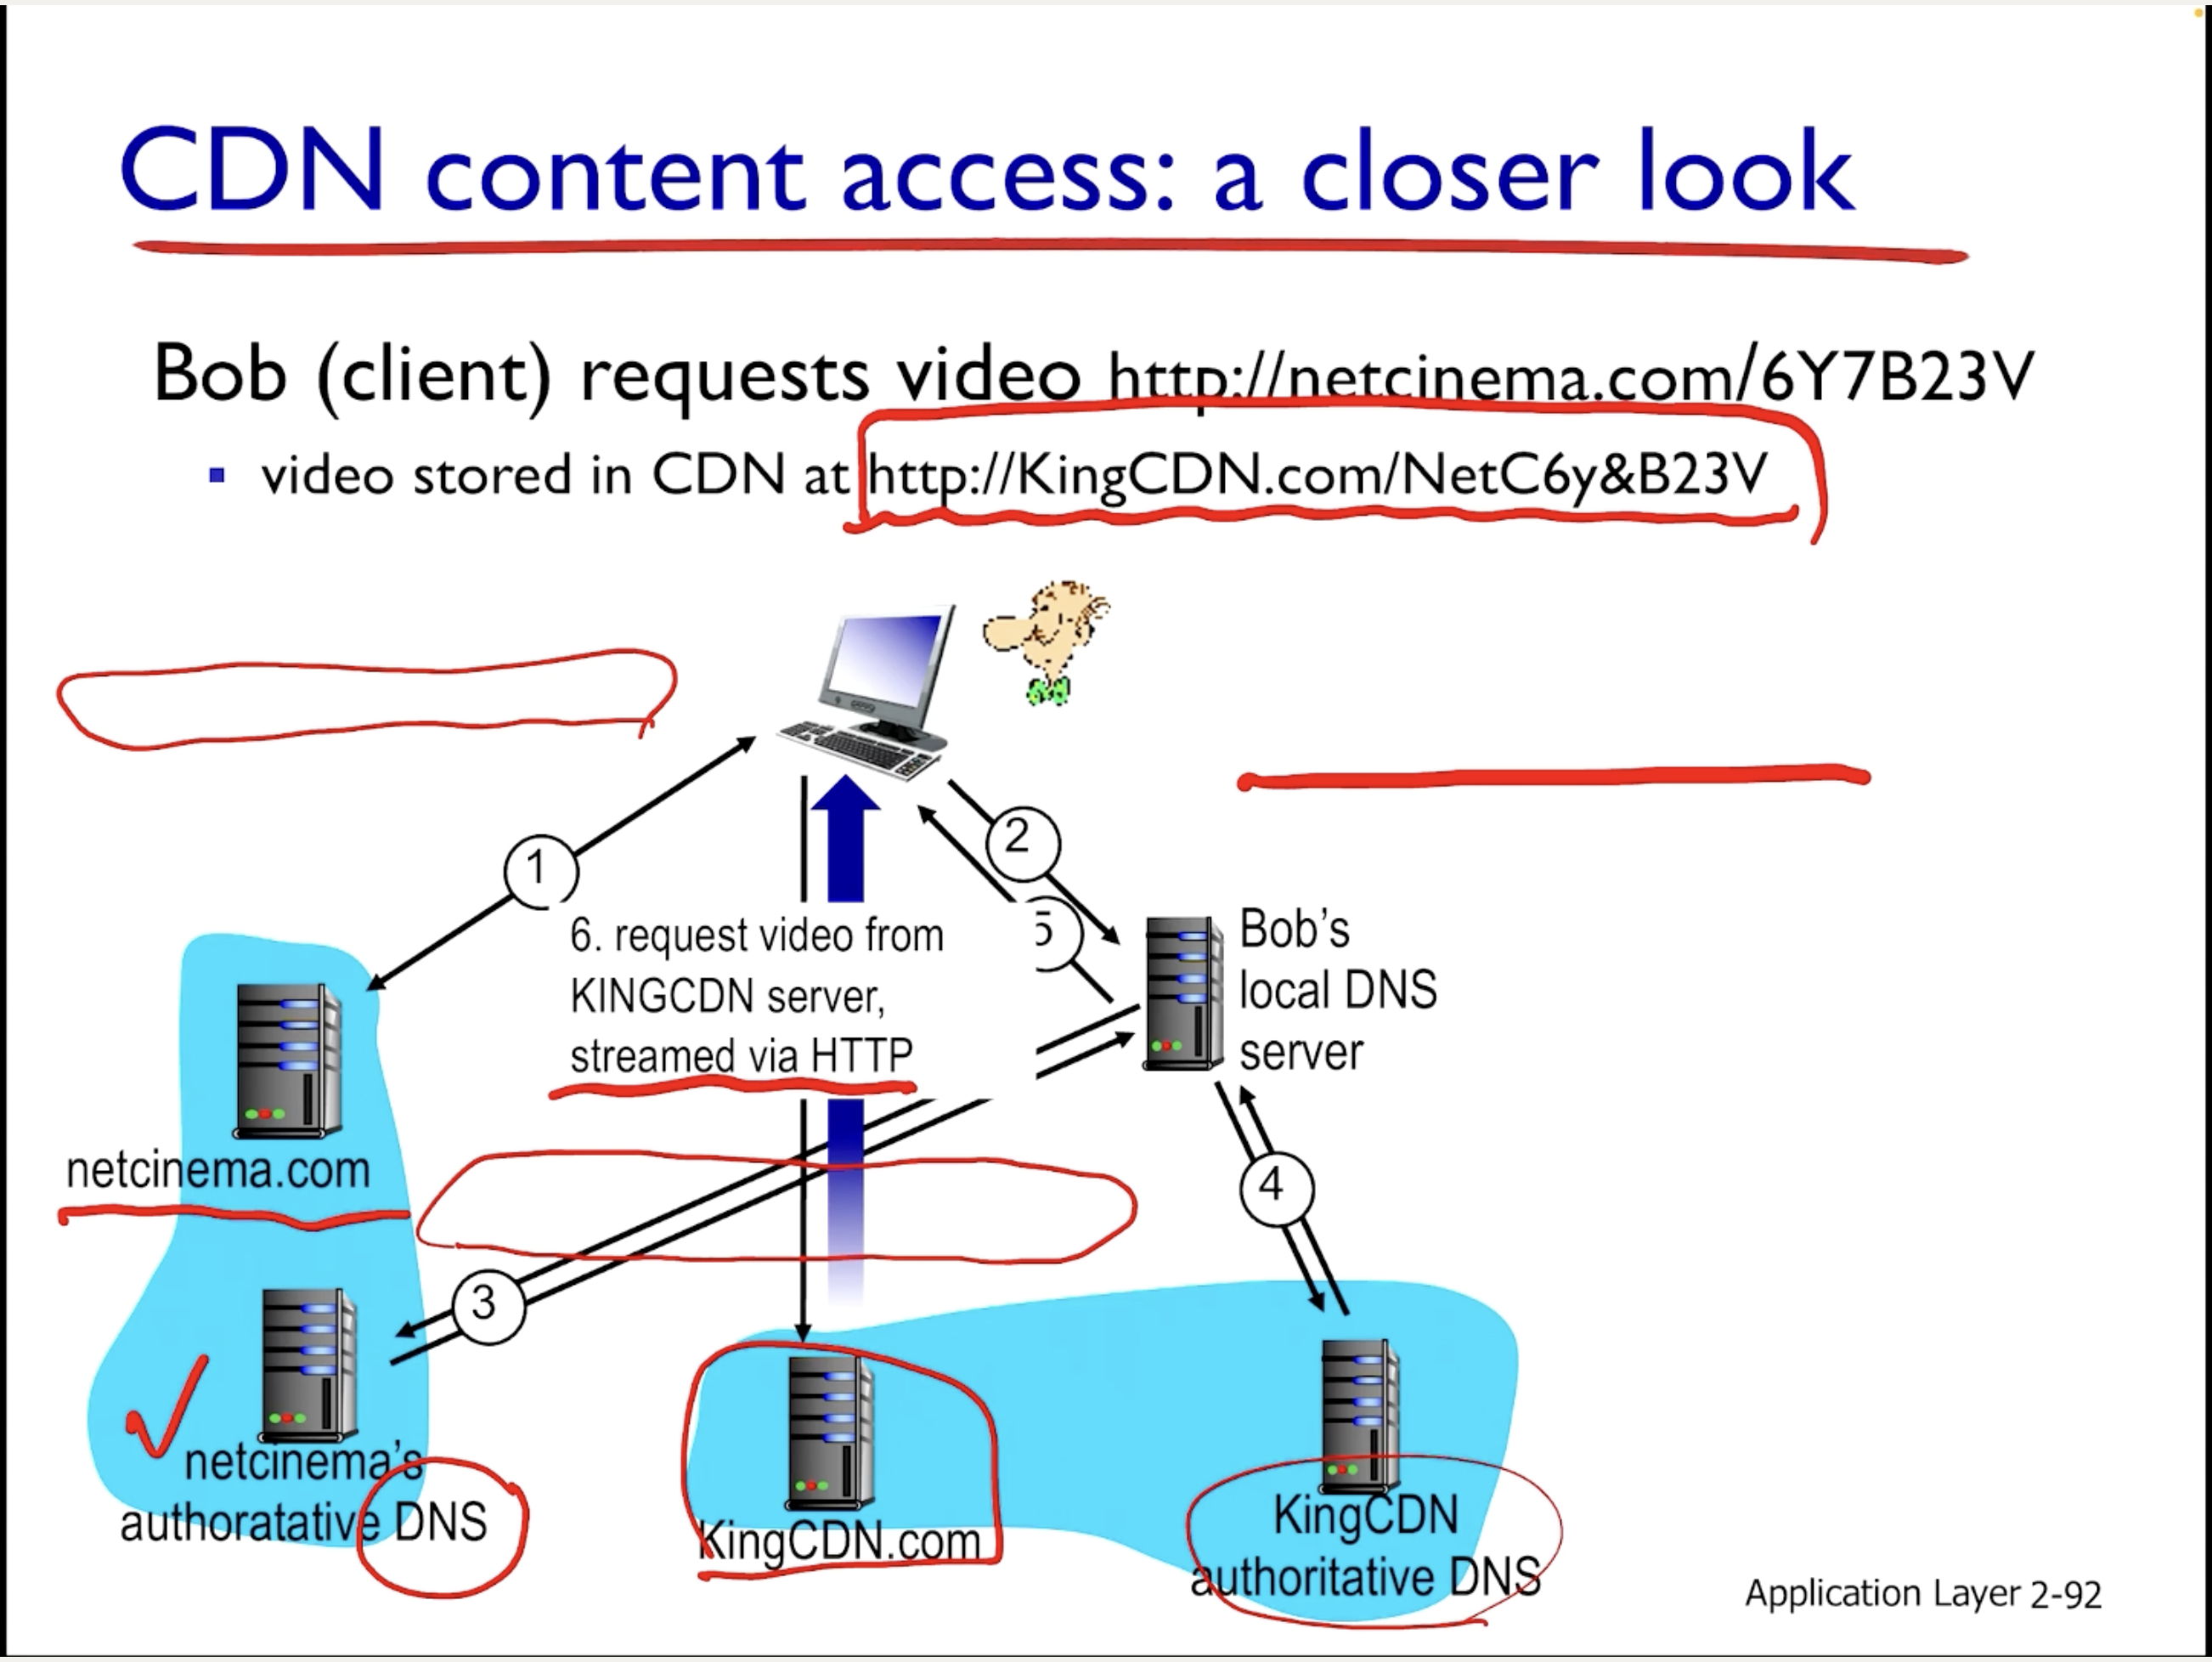 CDN content access: a closer look
Bob (client) requests video http://netcinema.com/6Y7B23V
▪ video stored in CDN at http://KingCDN.com/NetC6y&B23V
1
2
5
6. request video from
KINGCDN server,
streamed via HTTP
Bob's
local DNS
server
netcinema.com
4
3
netcinema's
authoratative DNS
KingCDN.com
KingCDN
authoritative DNS
Application Layer 2-92